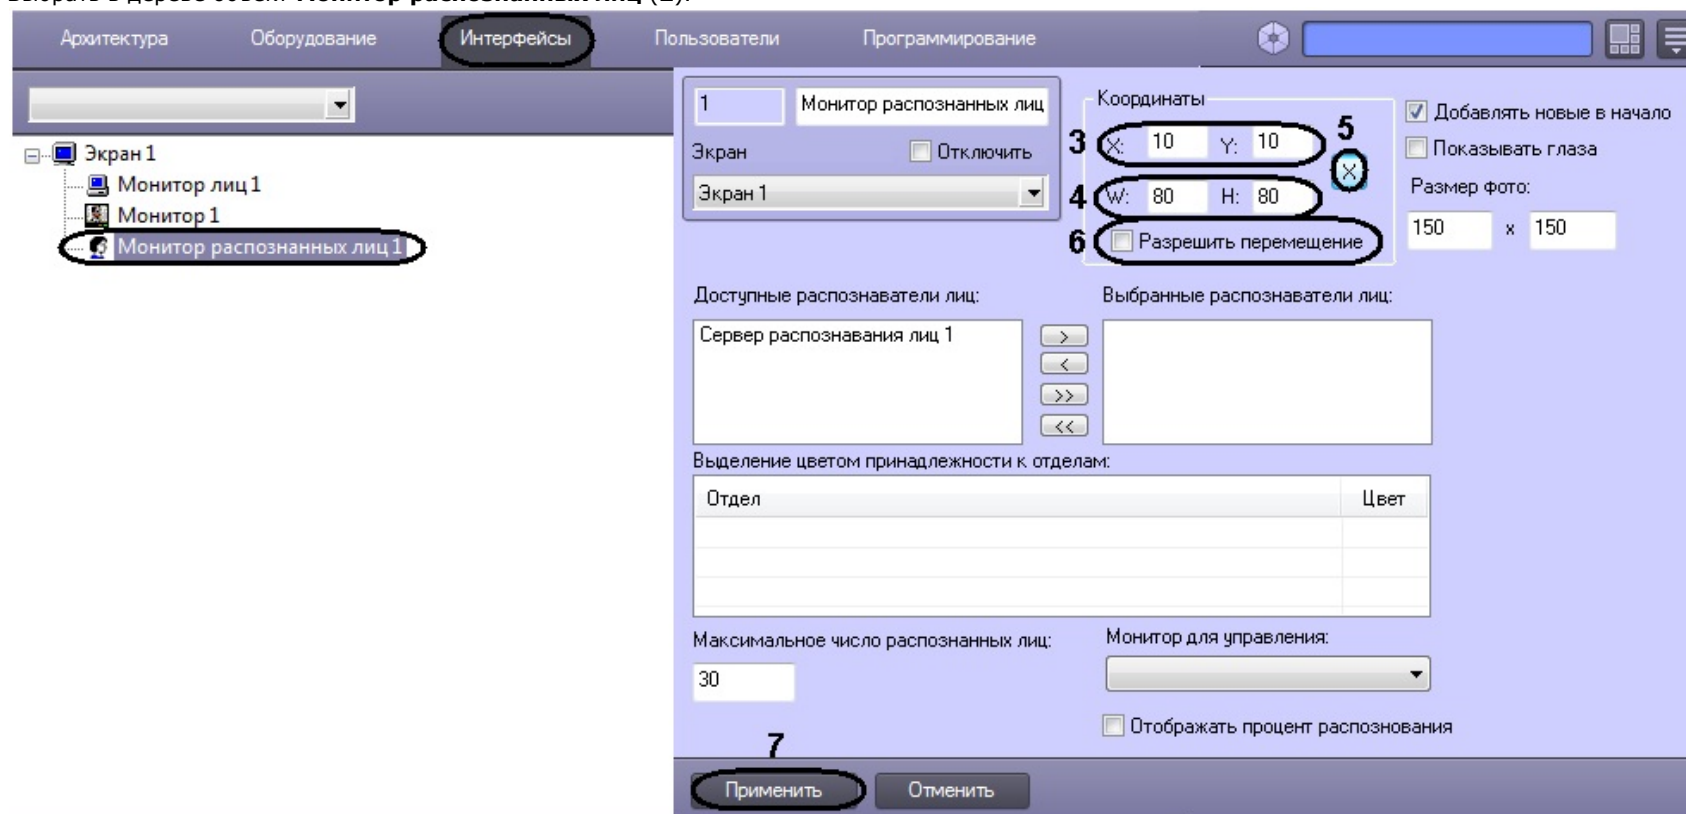 Архитектура Оборудование Интерфейсы Пользователи Программирование
Экран 1
Монитор лиц 1
Монитор 1
Монитор распознанных лиц 1
1 Монитор распознанных лиц
Экран Отключить
Экран 1
Координаты
3 X: 10 Y: 10 5
X
4 W: 80 H: 80
6 Разрешить перемещение
Добавлять новые в начало
Показывать глаза
Размер фото:
150 x 150
Доступные распознаватели лиц: Выбранные распознаватели лиц:
Сервер распознавания лиц 1
>
<
>>
<<
Выделение цветом принадлежности к отделам:
Отдел Цвет
Максимальное число распознанных лиц: Монитор для управления:
30
Отображать процент распознования
7
Применить Отменить